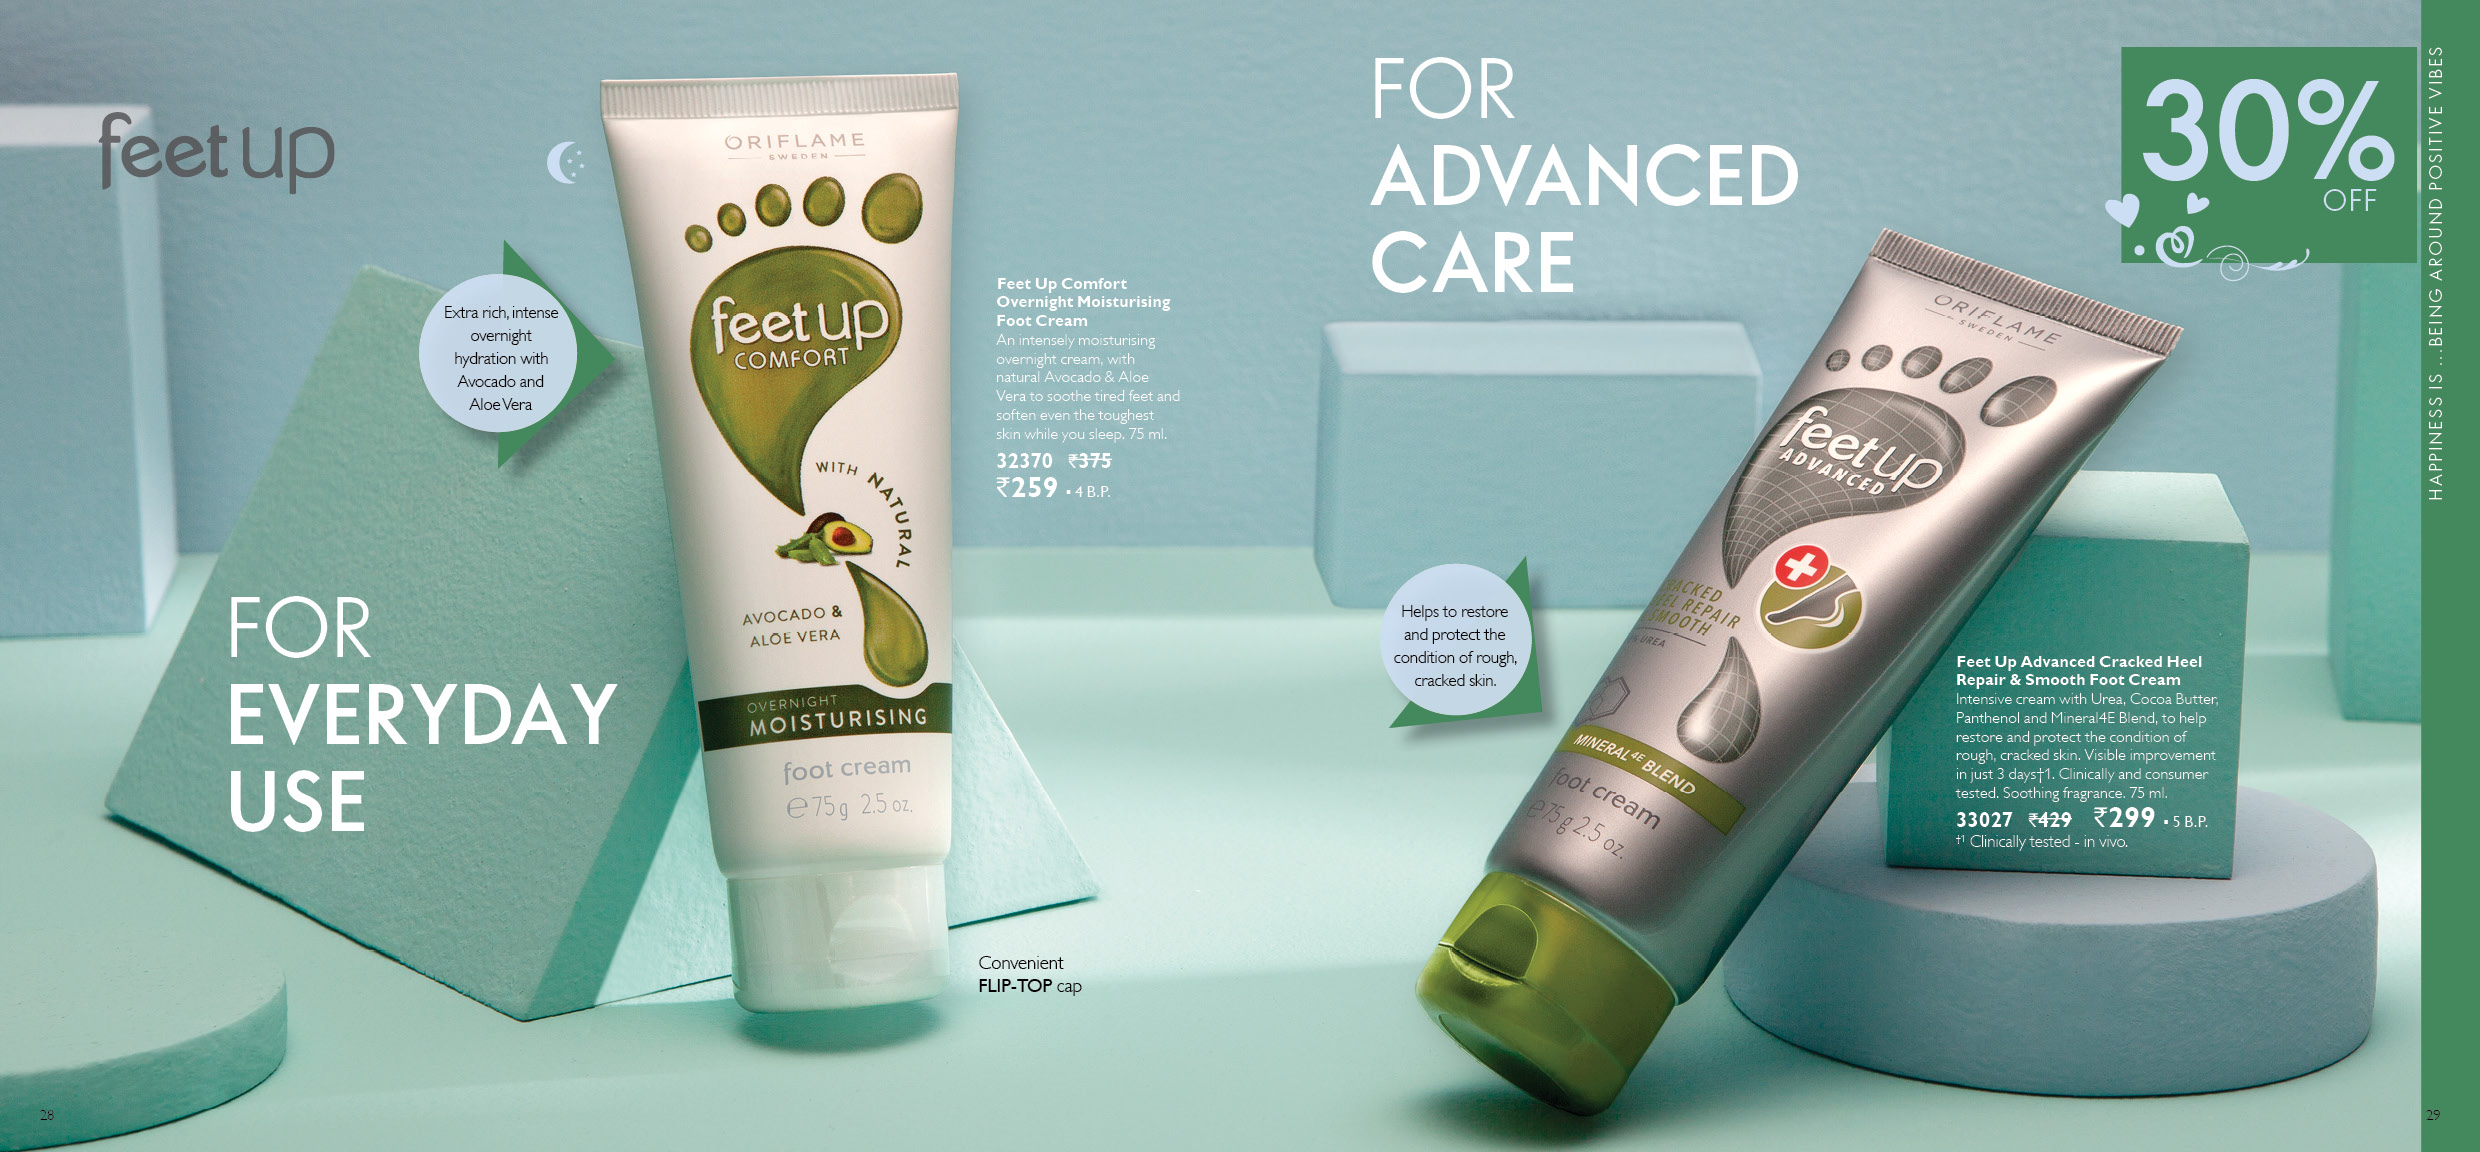 feet up
ORIFLAME
SWEDEN
feet up
COMFORT
WITH NATURAL
AVOCADO &
ALOE VERA
OVERNIGHT
MOISTURISING
foot cream
℮75g 2.5 oz.
Extra rich, intense
overnight
hydration with
Avocado and
Aloe Vera
FOR
EVERYDAY
USE
Feet Up Comfort
Overnight Moisturising
Foot Cream
An intensely moisturising
overnight cream, with
natural Avocado & Aloe
Vera to soothe tired feet and
soften even the toughest
skin while you sleep. 75 ml.
32370 ₹375
₹259 • 4 B.P.
Convenient
FLIP-TOP cap
28
FOR
ADVANCED
CARE
30%
OFF
HAPPINESS IS ...BEING AROUND POSITIVE VIBES
ORIFLAME
SWEDEN
feet up
ADVANCED
REPAIR
SMOOTH
UREA
MINERAL4E BLEND
foot cream
℮75g 2.5 oz.
Helps to restore
and protect the
condition of rough,
cracked skin.
Feet Up Advanced Cracked Heel
Repair & Smooth Foot Cream
Intensive cream with Urea, Cocoa Butter,
Panthenol and Mineral4E Blend, to help
restore and protect the condition of
rough, cracked skin. Visible improvement
in just 3 days†1. Clinically and consumer
tested. Soothing fragrance. 75 ml.
33027 ₹429 ₹299 • 5 B.P.
†1 Clinically tested - in vivo.
29